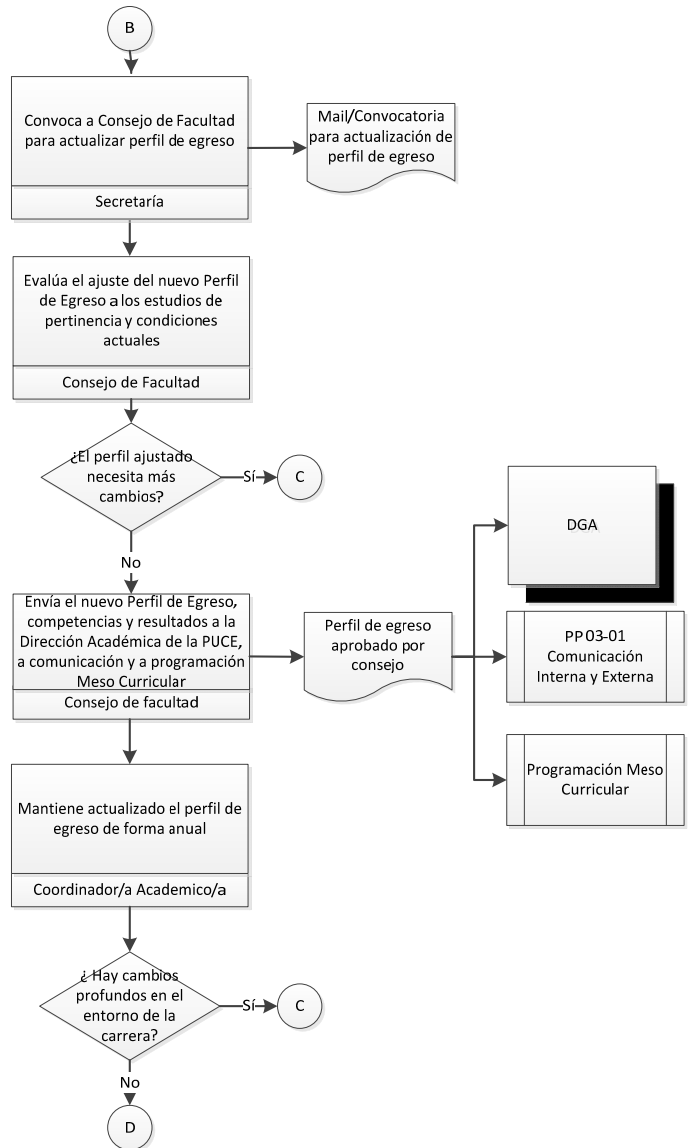 B
Convoca a Consejo de Facultad
para actualizar perfil de egreso
Secretaría
Mail/Convocatoria
para actualización de
perfil de egreso
Evalúa el ajuste del nuevo Perfil
de Egreso a los estudios de
pertinencia y condiciones
actuales
Consejo de Facultad
¿El perfil ajustado
necesita más
cambios?
Sí
C
No
Envía el nuevo Perfil de Egreso,
competencias y resultados a la
Dirección Académica de la PUCE,
a comunicación y a programación
Meso Curricular
Consejo de facultad
Perfil de egreso
aprobado por
consejo
DGA
PP 03-01
Comunicación
Interna y Externa
Programación Meso
Curricular
Mantiene actualizado el perfil de
egreso de forma anual
Coordinador/a Academico/a
¿ Hay cambios
profundos en el
entorno de la
carrera?
Sí
C
No
D